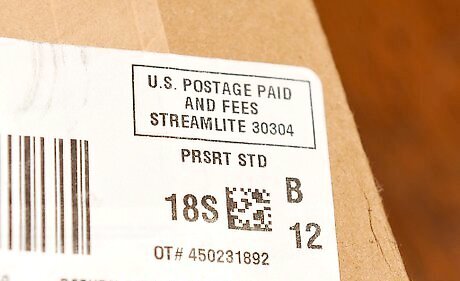 U.S. POSTAGE PAID
AND FEES
STREAMLITE 30304
PRSRT STD
18S B
12
OT# 450231892